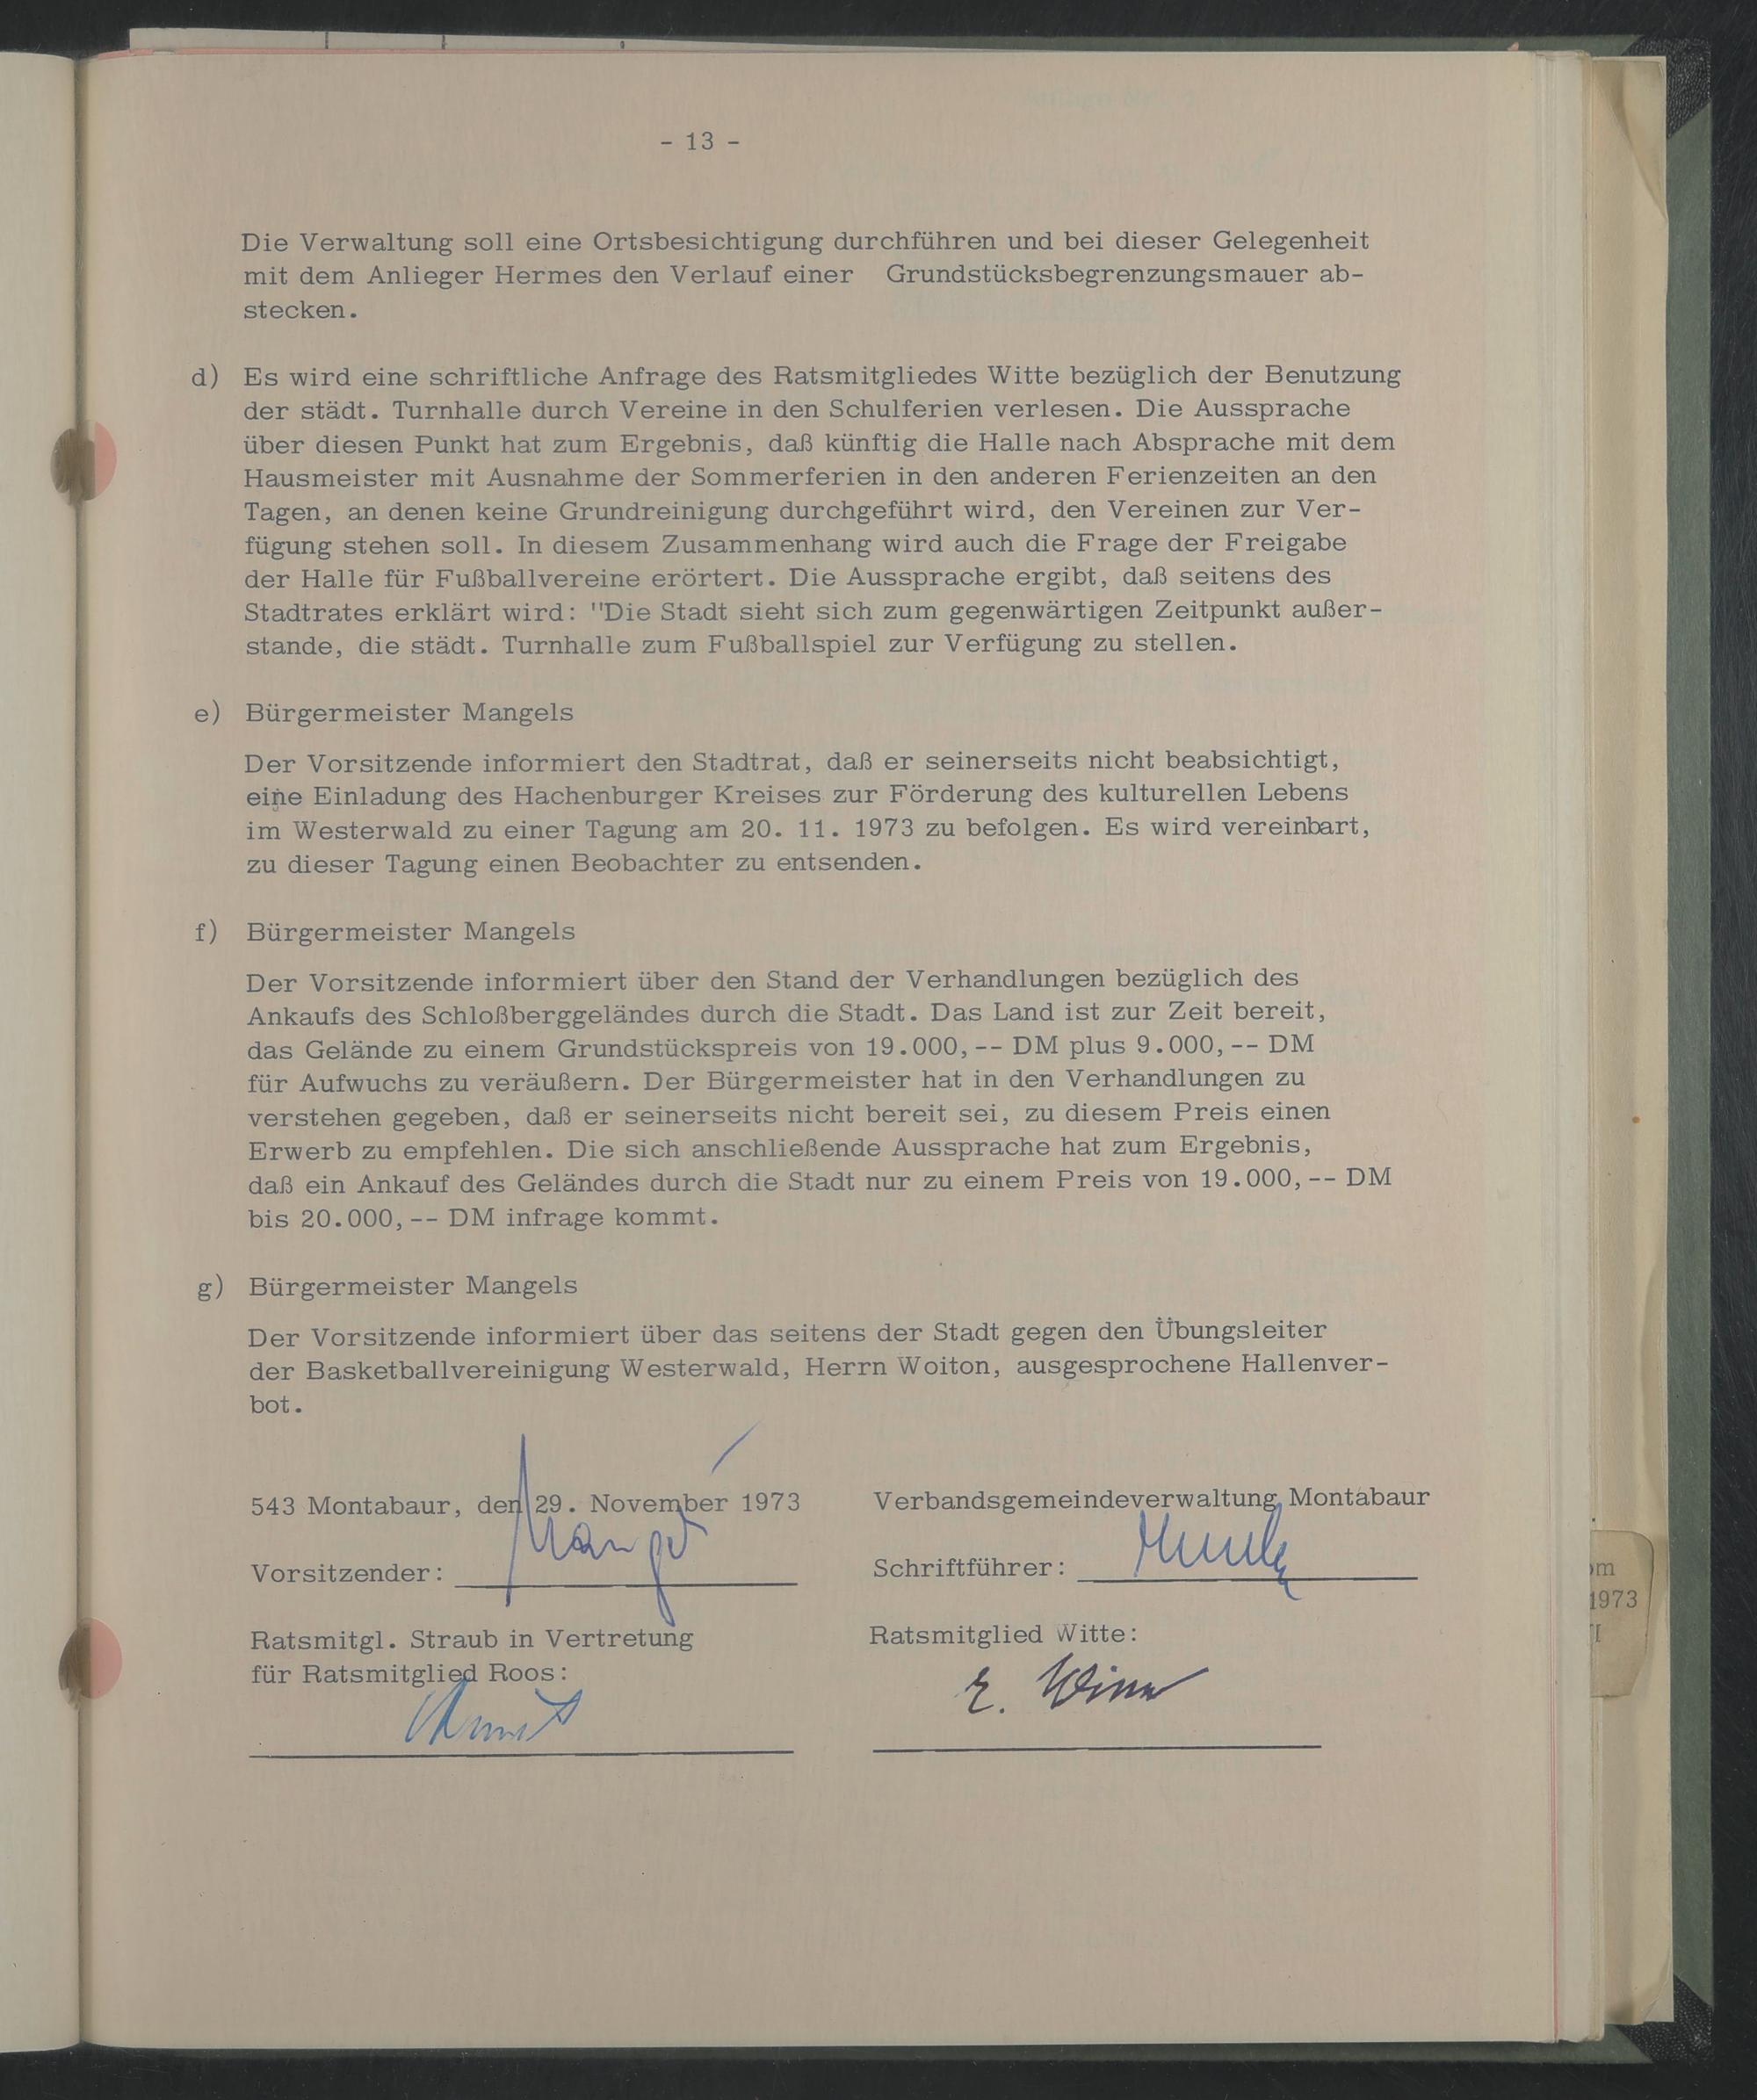 - 13 -
Die Verwaltung soll eine Ortsbesichtigung durchführen und bei dieser Gelegenheit
mit dem Anlieger Hermes den Verlauf einer Grundstücksbegrenzungsmauer ab-
stecken.
d) Es wird eine schriftliche Anfrage des Ratsmitgliedes Witte bezüglich der Benutzung
der städt. Turnhalle durch Vereine in den Schulferien verlesen. Die Aussprache
über diesen Punkt hat zum Ergebnis, daß künftig die Halle nach Absprache mit dem
Hausmeister mit Ausnahme der Sommerferien in den anderen Ferienzeiten an den
Tagen, an denen keine Grundreinigung durchgeführt wird, den Vereinen zur Ver-
fügung stehen soll. In diesem Zusammenhang wird auch die Frage der Freigabe
der Halle für Fußballvereine erörtert. Die Aussprache ergibt, daß seitens des
Stadtrates erklärt wird: "Die Stadt sieht sich zum gegenwärtigen Zeitpunkt außer-
stande, die städt. Turnhalle zum Fußballspiel zur Verfügung zu stellen.
e) Bürgermeister Mangels
Der Vorsitzende informiert den Stadtrat, daß er seinerseits nicht beabsichtigt,
eine Einladung des Hachenburger Kreises zur Förderung des kulturellen Lebens
im Westerwald zu einer Tagung am 20. 11. 1973 zu befolgen. Es wird vereinbart,
zu dieser Tagung einen Beobachter zu entsenden.
f) Bürgermeister Mangels
Der Vorsitzende informiert über den Stand der Verhandlungen bezüglich des
Ankaufs des Schloßberggeländes durch die Stadt. Das Land ist zur Zeit bereit,
das Gelände zu einem Grundstückspreis von 19.000,-- DM plus 9.000,-- DM
für Aufwuchs zu veräußern. Der Bürgermeister hat in den Verhandlungen zu
verstehen gegeben, daß er seinerseits nicht bereit sei, zu diesem Preis einen
Erwerb zu empfehlen. Die sich anschließende Aussprache hat zum Ergebnis,
daß ein Ankauf des Geländes durch die Stadt nur zu einem Preis von 19.000,-- DM
bis 20.000,-- DM infrage kommt.
g) Bürgermeister Mangels
Der Vorsitzende informiert über das seitens der Stadt gegen den Übungsleiter
der Basketballvereinigung Westerwald, Herrn Woiton, ausgesprochene Hallenver-
bot.
543 Montabaur, den 29. November 1973 Verbandsgemeindeverwaltung Montabaur
Vorsitzender: Schriftführer:
Ratsmitgl. Straub in Vertretung Ratsmitglied Witte:
für Ratsmitglied Roos:
1973